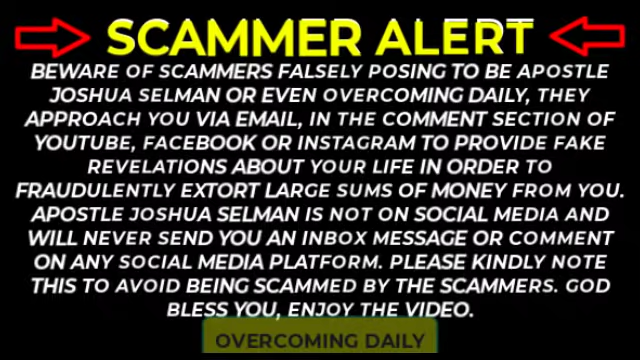 SCAMMER ALERT
BEWARE OF SCAMMERS FALSELY POSING TO BE APOSTLE
JOSHUA SELMAN OR EVEN OVERCOMING DAILY, THEY
APPROACH YOU VIA EMAIL, IN THE COMMENT SECTION OF
YOUTUBE, FACEBOOK OR INSTAGRAM TO PROVIDE FAKE
REVELATIONS ABOUT YOUR LIFE IN ORDER TO
FRAUDULENTLY EXTORT LARGE SUMS OF MONEY FROM YOU.
APOSTLE JOSHUA SELMAN IS NOT ON SOCIAL MEDIA AND
WILL NEVER SEND YOU AN INBOX MESSAGE OR COMMENT
ON ANY SOCIAL MEDIA PLATFORM. PLEASE KINDLY NOTE
THIS TO AVOID BEING SCAMMED BY THE SCAMMERS. GOD
BLESS YOU, ENJOY THE VIDEO.
OVERCOMING DAILY